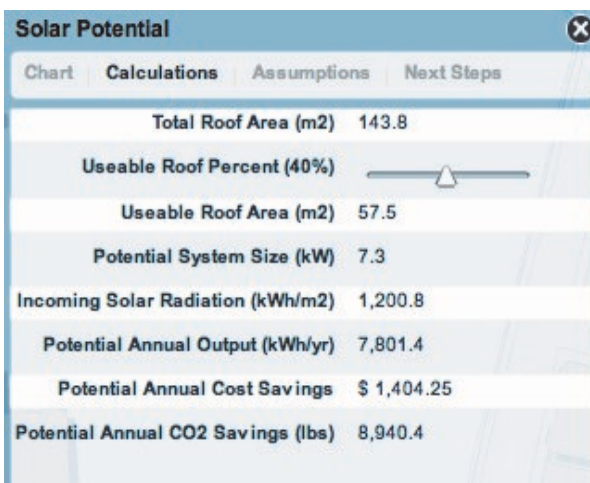 Solar Potential
Chart Calculations Assumptions Next Steps
Total Roof Area (m2) 143.8
Useable Roof Percent (40%)
Useable Roof Area (m2) 57.5
Potential System Size (kW) 7.3
Incoming Solar Radiation (kWh/m2) 1,200.8
Potential Annual Output (kWh/yr) 7,801.4
Potential Annual Cost Savings $ 1,404.25
Potential Annual CO2 Savings (lbs) 8,940.4